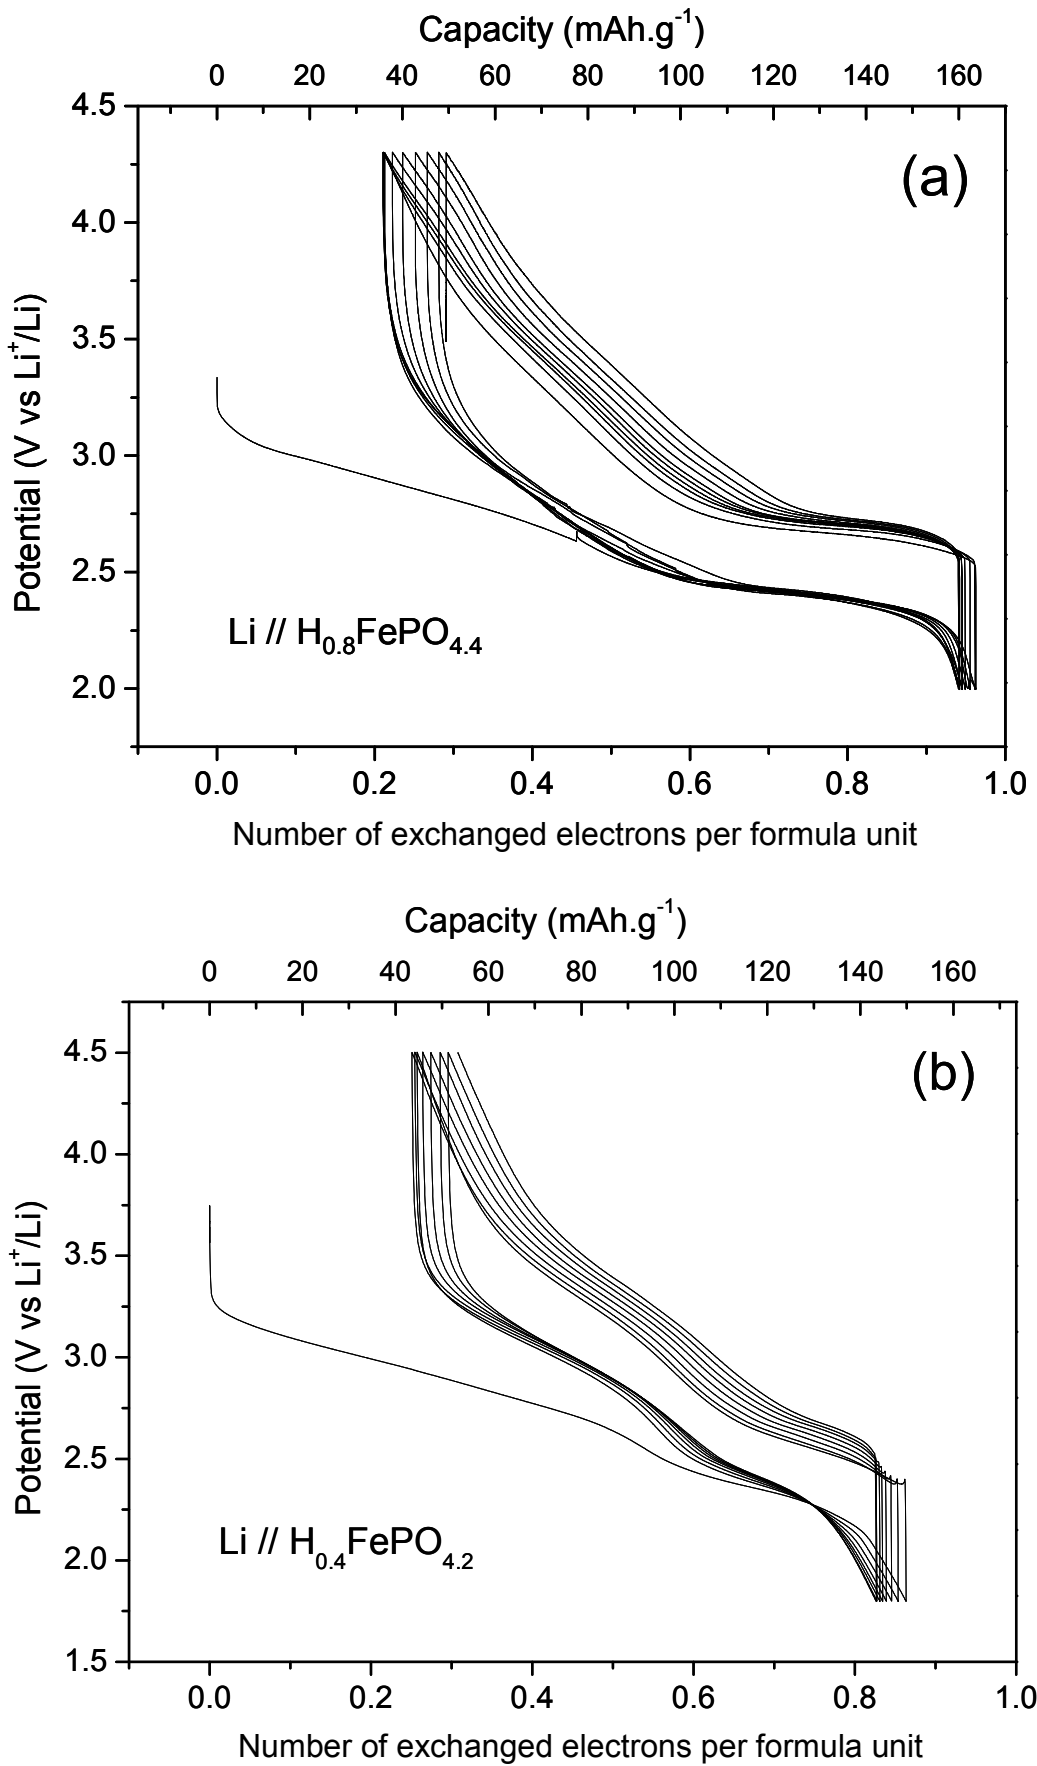 Capacity (mAh.g⁻¹)
0 20 40 60 80 100 120 140 160
(a)
4.5
4.0
3.5
3.0
2.5
2.0
Potential (V vs Li⁺/Li)
Li // H₀.₈FePO₄.₄
0.0 0.2 0.4 0.6 0.8 1.0
Number of exchanged electrons per formula unit
Capacity (mAh.g⁻¹)
0 20 40 60 80 100 120 140 160
(b)
4.5
4.0
3.5
3.0
2.5
2.0
1.5
Potential (V vs Li⁺/Li)
Li // H₀.₄FePO₄.₂
0.0 0.2 0.4 0.6 0.8 1.0
Number of exchanged electrons per formula unit